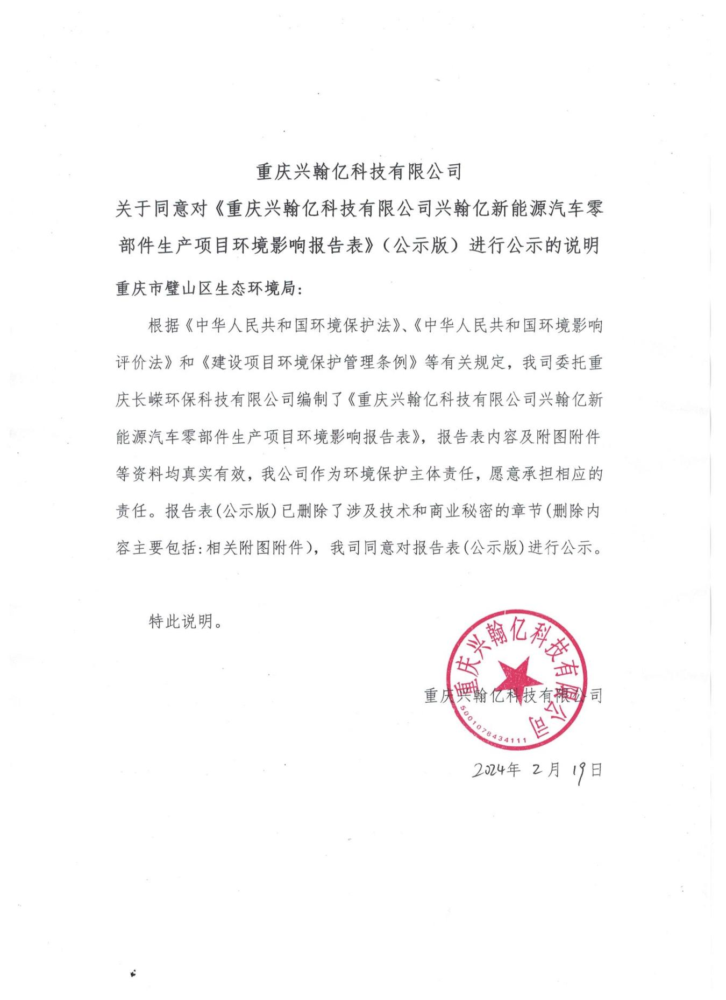 重庆兴翰亿科技有限公司
关于同意对《重庆兴翰亿科技有限公司兴翰亿新能源汽车零
部件生产项目环境影响报告表》（公示版）进行公示的说明
重庆市璧山区生态环境局：
根据《中华人民共和国环境保护法》、《中华人民共和国环境影响
评价法》和《建设项目环境保护管理条例》等有关规定，我司委托重
庆长嵘环保科技有限公司编制了《重庆兴翰亿科技有限公司兴翰亿新
能源汽车零部件生产项目环境影响报告表》，报告表内容及附图附件
等资料均真实有效，我公司作为环境保护主体责任，愿意承担相应的
责任。报告表(公示版)已删除了涉及技术和商业秘密的章节(删除内
容主要包括:相关附图附件)，我司同意对报告表(公示版)进行公示。
特此说明。
重庆兴翰亿科技有限公司
重庆兴翰亿科技有限公司
5001078434111
2024年 2月 19日